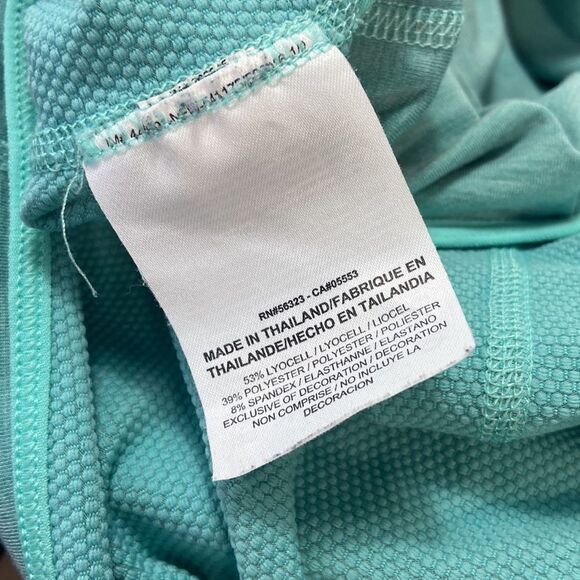 RN#56323 - CA#05553
MADE IN THAILAND/FABRIQUE EN
THAILANDE/HECHO EN TAILANDIA
53% LYOCELL / LYOCELL / LIOCEL
39% POLYESTER / POLYESTER / POLIESTER
8% SPANDEX / ELASTHANNE / ELASTANO
EXCLUSIVE OF DECORATION / DECORATION
NON COMPRISE / NO INCLUYE LA
DECORACION